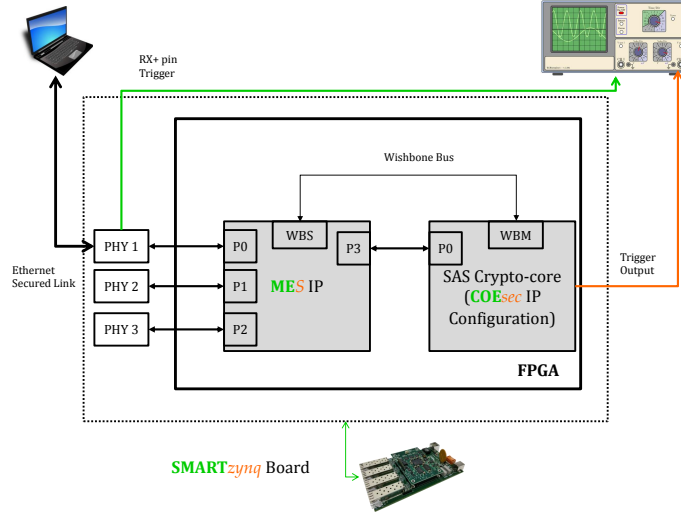 RX+ pin
Trigger
Wishbone Bus
WBS
WBM
PHY 1
P0
P3
P0
Ethernet
Secured Link
PHY 2
P1
MES IP
SAS Crypto-core
(COEsec IP
Configuration)
Trigger
Output
PHY 3
P2
FPGA
SMARTzynq Board